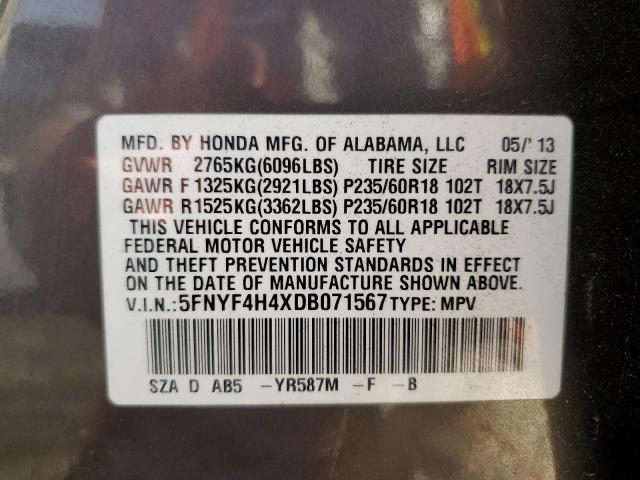 MFD. BY HONDA MFG. OF ALABAMA, LLC 05/'13
GVWR 2765KG(6096LBS) TIRE SIZE RIM SIZE
GAWR F 1325KG(2921LBS) P235/60R18 102T 18X7.5J
GAWR R1525KG(3362LBS) P235/60R18 102T 18X7.5J
THIS VEHICLE CONFORMS TO ALL APPLICABLE
FEDERAL MOTOR VEHICLE SAFETY
AND THEFT PREVENTION STANDARDS IN EFFECT
ON THE DATE OF MANUFACTURE SHOWN ABOVE.
V.I.N.:5FNYF4H4XDB071567 TYPE: MPV
SZA D AB5 -YR587M -F -B